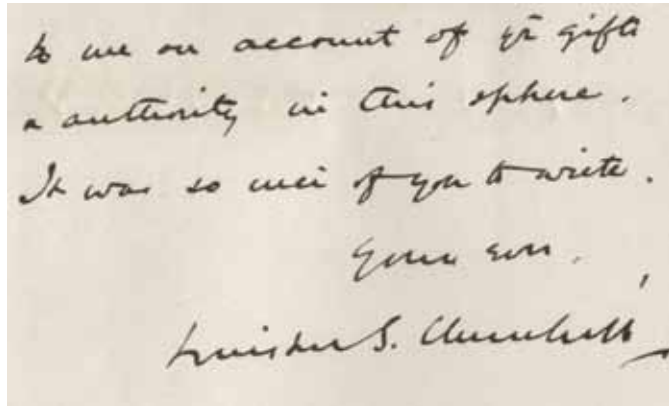 to me on account of yr gifts
& authority in this sphere.
It was so nice of you to write.
Yours ever,
Winston S. Churchill